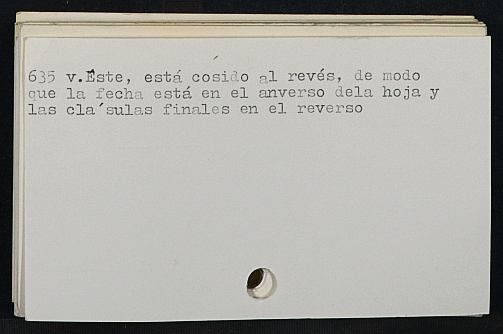 635 v.Éste, está cosido al revés, de modo
que la fecha está en el anverso dela hoja y
las cla´sulas finales en el reverso